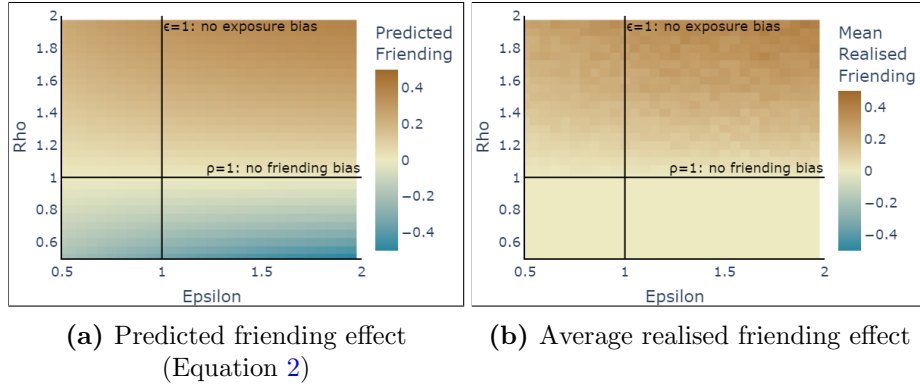 2
1.8
1.6
1.4
1.2
1
0.8
0.6
Rho
ϵ=1: no exposure bias
ρ=1: no friending bias
0.5
1
1.5
2
Epsilon
Predicted
Friending
0.4
0.2
0
−0.2
−0.4
2
1.8
1.6
1.4
1.2
1
0.8
0.6
Rho
ϵ=1: no exposure bias
ρ=1: no friending bias
0.5
1
1.5
2
Epsilon
Mean
Realised
Friending
0.4
0.2
0
−0.2
−0.4
(a) Predicted friending effect
(Equation 2)
(b) Average realised friending effect